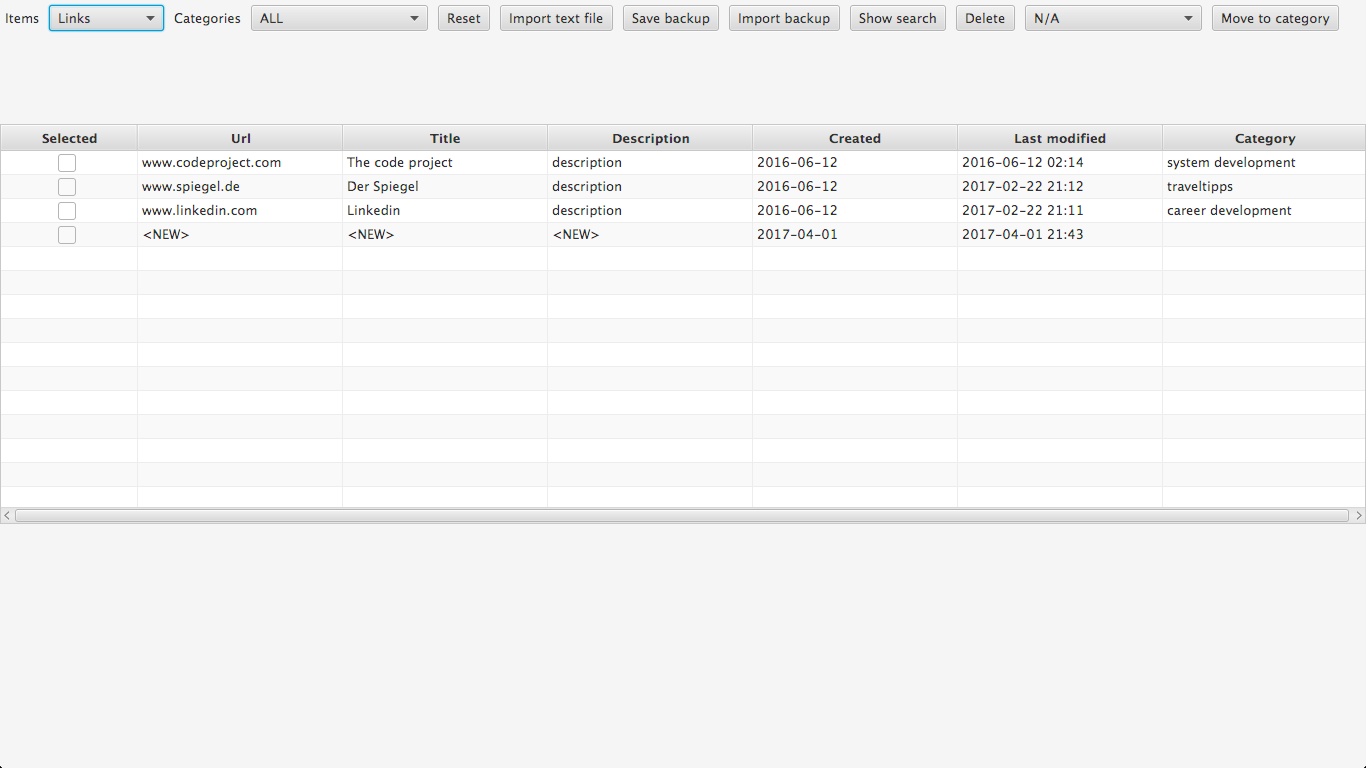 Items Links Categories ALL Reset Import text file Save backup Import backup Show search Delete N/A Move to category
Selected Url Title Description Created Last modified Category
www.codeproject.com The code project description 2016-06-12 2016-06-12 02:14 system development
www.spiegel.de Der Spiegel description 2016-06-12 2017-02-22 21:12 traveltipps
www.linkedin.com Linkedin description 2016-06-12 2017-02-22 21:11 career development
<NEW> <NEW> <NEW> 2017-04-01 2017-04-01 21:43